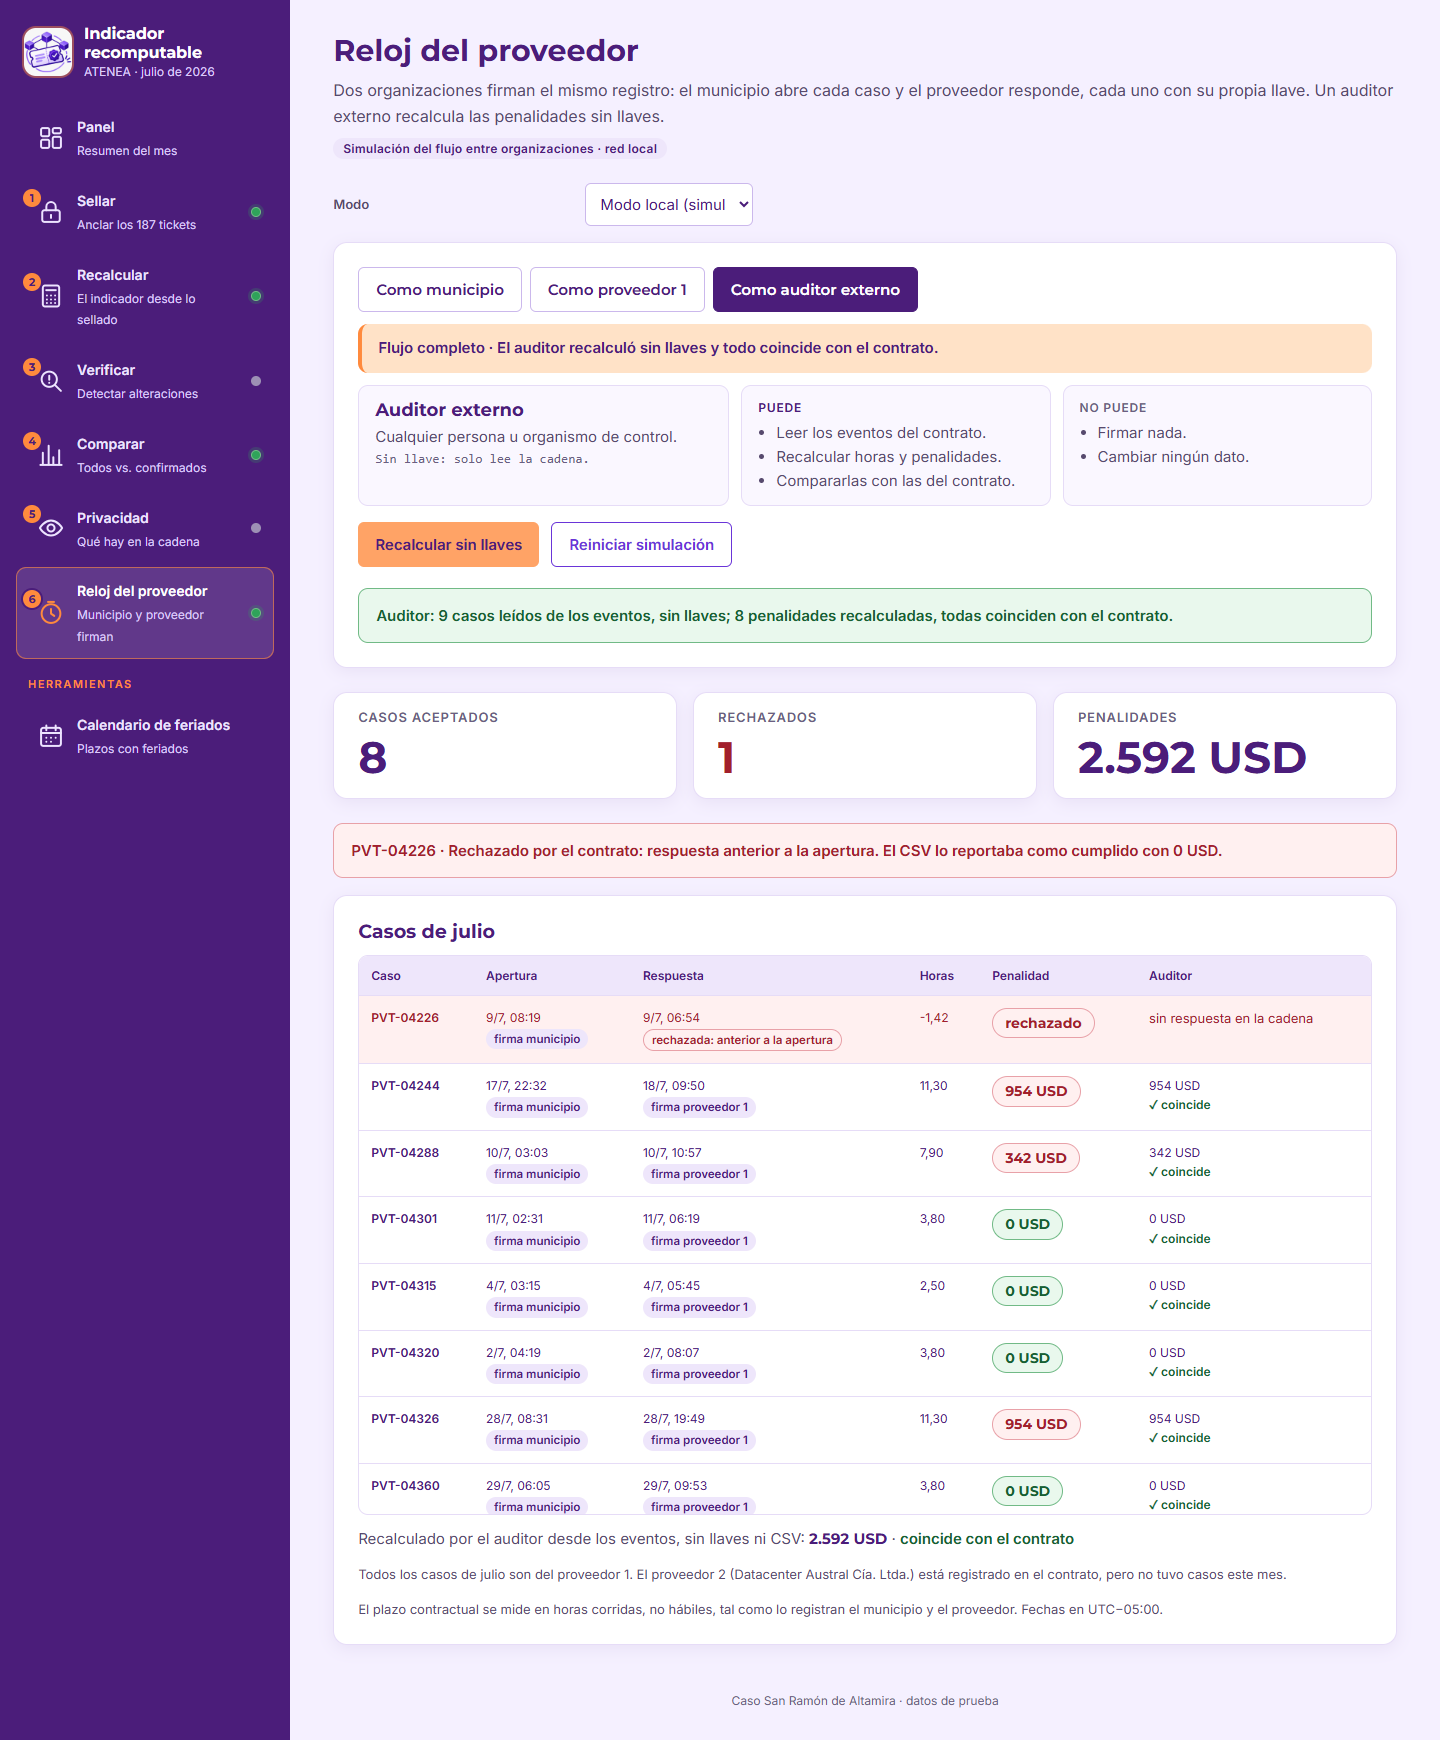 Indicador
recomputable
ATENEA · julio de 2026
Panel
Resumen del mes
1
Sellar
Anclar los 187 tickets
2
Recalcular
El indicador desde lo
sellado
3
Verificar
Detectar alteraciones
4
Comparar
Todos vs. confirmados
5
Privacidad
Qué hay en la cadena
6
Reloj del proveedor
Municipio y proveedor
firman
HERRAMIENTAS
Calendario de feriados
Plazos con feriados
Reloj del proveedor
Dos organizaciones firman el mismo registro: el municipio abre cada caso y el proveedor responde, cada uno con su propia llave. Un auditor
externo recalcula las penalidades sin llaves.
Simulación del flujo entre organizaciones · red local
Modo
Modo local (simul
Como municipio
Como proveedor 1
Como auditor externo
Flujo completo · El auditor recalculó sin llaves y todo coincide con el contrato.
Auditor externo
Cualquier persona u organismo de control.
Sin llave: solo lee la cadena.
PUEDE
• Leer los eventos del contrato.
• Recalcular horas y penalidades.
• Compararlas con las del contrato.
NO PUEDE
• Firmar nada.
• Cambiar ningún dato.
Recalcular sin llaves
Reiniciar simulación
Auditor: 9 casos leídos de los eventos, sin llaves; 8 penalidades recalculadas, todas coinciden con el contrato.
CASOS ACEPTADOS
8
RECHAZADOS
1
PENALIDADES
2.592 USD
PVT-04226 · Rechazado por el contrato: respuesta anterior a la apertura. El CSV lo reportaba como cumplido con 0 USD.
Casos de julio
Caso Apertura Respuesta Horas Penalidad Auditor
PVT-04226 9/7, 08:19 9/7, 06:54 -1,42 rechazado sin respuesta en la cadena
firma municipio rechazada: anterior a la apertura
PVT-04244 17/7, 22:32 18/7, 09:50 11,30 954 USD 954 USD
firma municipio firma proveedor 1 ✓ coincide
PVT-04288 10/7, 03:03 10/7, 10:57 7,90 342 USD 342 USD
firma municipio firma proveedor 1 ✓ coincide
PVT-04301 11/7, 02:31 11/7, 06:19 3,80 0 USD 0 USD
firma municipio firma proveedor 1 ✓ coincide
PVT-04315 4/7, 03:15 4/7, 05:45 2,50 0 USD 0 USD
firma municipio firma proveedor 1 ✓ coincide
PVT-04320 2/7, 04:19 2/7, 08:07 3,80 0 USD 0 USD
firma municipio firma proveedor 1 ✓ coincide
PVT-04326 28/7, 08:31 28/7, 19:49 11,30 954 USD 954 USD
firma municipio firma proveedor 1 ✓ coincide
PVT-04360 29/7, 06:05 29/7, 09:53 3,80 0 USD 0 USD
firma municipio firma proveedor 1 ✓ coincide
Recalculado por el auditor desde los eventos, sin llaves ni CSV: 2.592 USD · coincide con el contrato
Todos los casos de julio son del proveedor 1. El proveedor 2 (Datacenter Austral Cía. Ltda.) está registrado en el contrato, pero no tuvo casos este mes.
El plazo contractual se mide en horas corridas, no hábiles, tal como lo registran el municipio y el proveedor. Fechas en UTC−05:00.
Caso San Ramón de Altamira · datos de prueba